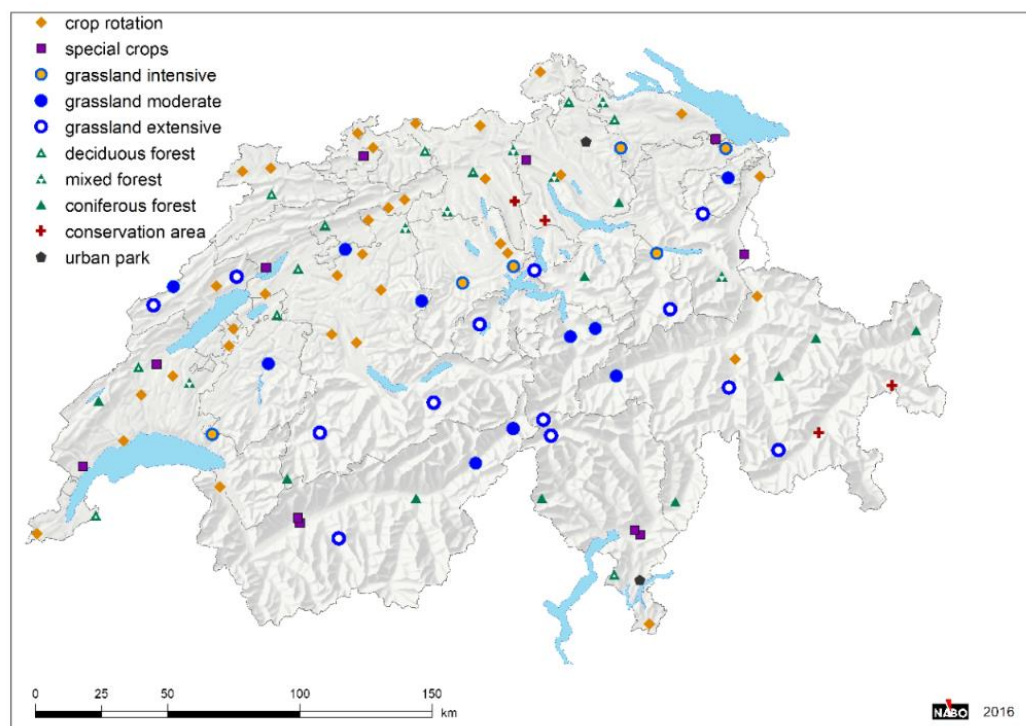 crop rotation
special crops
grassland intensive
grassland moderate
grassland extensive
deciduous forest
mixed forest
coniferous forest
conservation area
urban park
0 25 50 100 150
km
NABO 2016